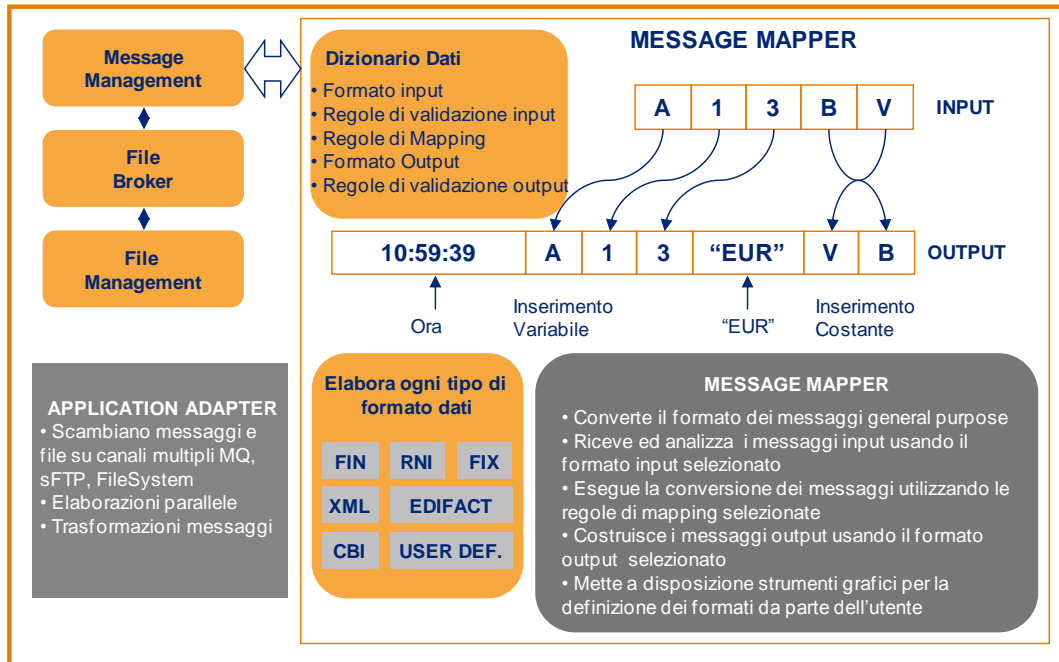 Message
Management
File
Broker
File
Management
APPLICATION ADAPTER
• Scambiano messaggi e
file su canali multipli MQ,
sFTP, FileSystem
• Elaborazioni parallele
• Trasformazioni messaggi
MESSAGE MAPPER
Dizionario Dati
• Formato input
• Regole di validazione input
• Regole di Mapping
• Formato Output
• Regole di validazione output
A 1 3 B V INPUT
10:59:39 A 1 3 “EUR” V B OUTPUT
Ora
Inserimento
Variabile
“EUR”
Inserimento
Costante
Elabora ogni tipo di
formato dati
FIN RNI FIX
XML EDIFACT
CBI USER DEF.
MESSAGE MAPPER
• Converte il formato dei messaggi general purpose
• Riceve ed analizza i messaggi input usando il
formato input selezionato
• Esegue la conversione dei messaggi utilizzando le
regole di mapping selezionate
• Costruisce i messaggi output usando il formato
output selezionato
• Mette a disposizione strumenti grafici per la
definizione dei formati da parte dell’utente